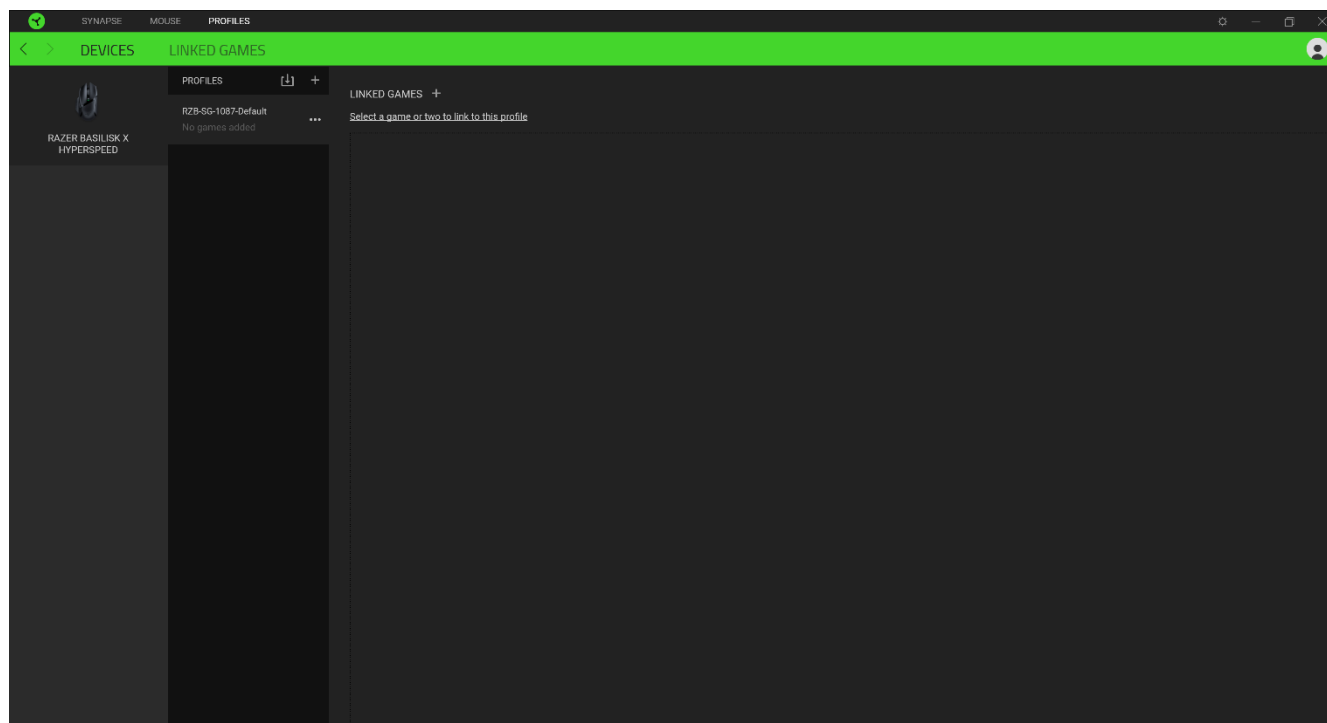 SYNAPSE MOUSE PROFILES
DEVICES LINKED GAMES
RAZER BASILISK X
HYPERSPEED
PROFILES
RZB-SG-1087-Default
No games added
LINKED GAMES +
Select a game or two to link to this profile